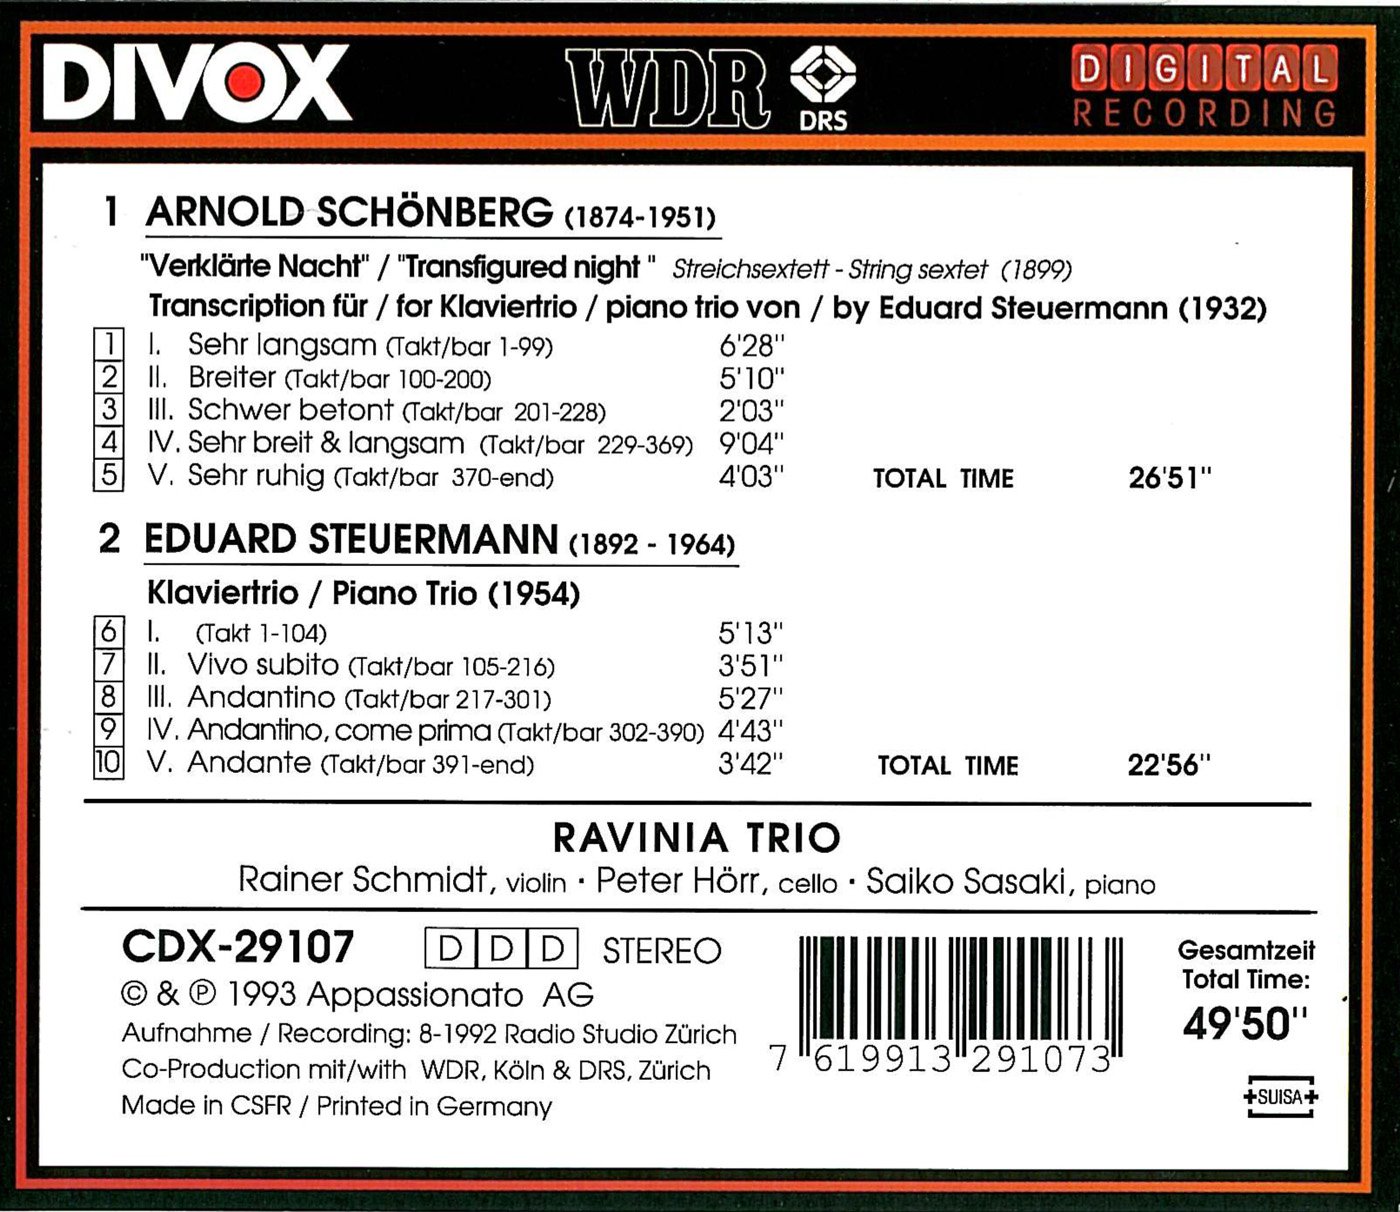 DIVOX WDR DRS DIGITAL RECORDING
1 ARNOLD SCHÖNBERG (1874-1951)
"Verklärte Nacht" / "Transfigured night " Streichsextett - String sextet (1899)
Transcription für / for Klaviertrio / piano trio von / by Eduard Steuermann (1932)
1 I. Sehr langsam (Takt/bar 1-99) 6'28"
2 II. Breiter (Takt/bar 100-200) 5'10"
3 III. Schwer betont (Takt/bar 201-228) 2'03"
4 IV. Sehr breit & langsam (Takt/bar 229-369) 9'04"
5 V. Sehr ruhig (Takt/bar 370-end) 4'03" TOTAL TIME 26'51"
2 EDUARD STEUERMANN (1892 - 1964)
Klaviertrio / Piano Trio (1954)
6 I. (Takt 1-104) 5'13"
7 II. Vivo subito (Takt/bar 105-216) 3'51"
8 III. Andantino (Takt/bar 217-301) 5'27"
9 IV. Andantino, come prima (Takt/bar 302-390) 4'43"
10 V. Andante (Takt/bar 391-end) 3'42" TOTAL TIME 22'56"
RAVINIA TRIO
Rainer Schmidt, violin · Peter Hörr, cello · Saiko Sasaki, piano
CDX-29107 DDD STEREO
© & ℗ 1993 Appassionato AG
Aufnahme / Recording: 8-1992 Radio Studio Zürich
Co-Production mit/with WDR, Köln & DRS, Zürich
Made in CSFR / Printed in Germany
7 619913 291073
Gesamtzeit
Total Time:
49'50"
SUISA